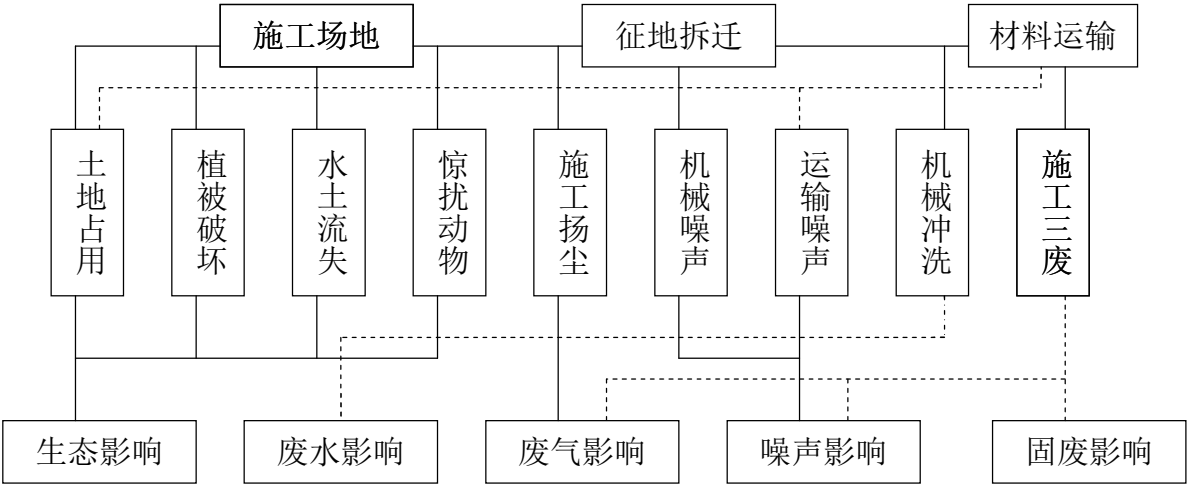 施工场地
征地拆迁
材料运输
土地占用
植被破坏
水土流失
惊扰动物
施工扬尘
机械噪声
运输噪声
机械冲洗
施工三废
生态影响
废水影响
废气影响
噪声影响
固废影响